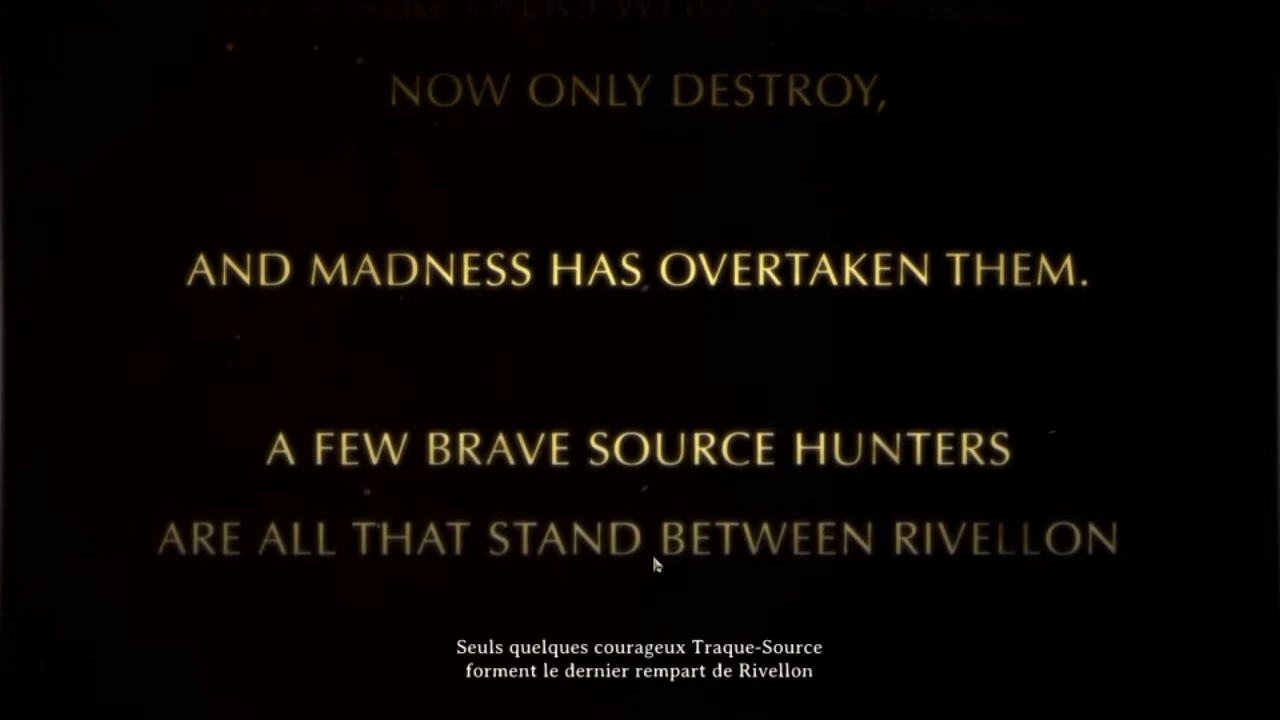 NOW ONLY DESTROY,
AND MADNESS HAS OVERTAKEN THEM.
A FEW BRAVE SOURCE HUNTERS
ARE ALL THAT STAND BETWEEN RIVELLON
Seuls quelques courageux Traque-Source
forment le dernier rempart de Rivellon